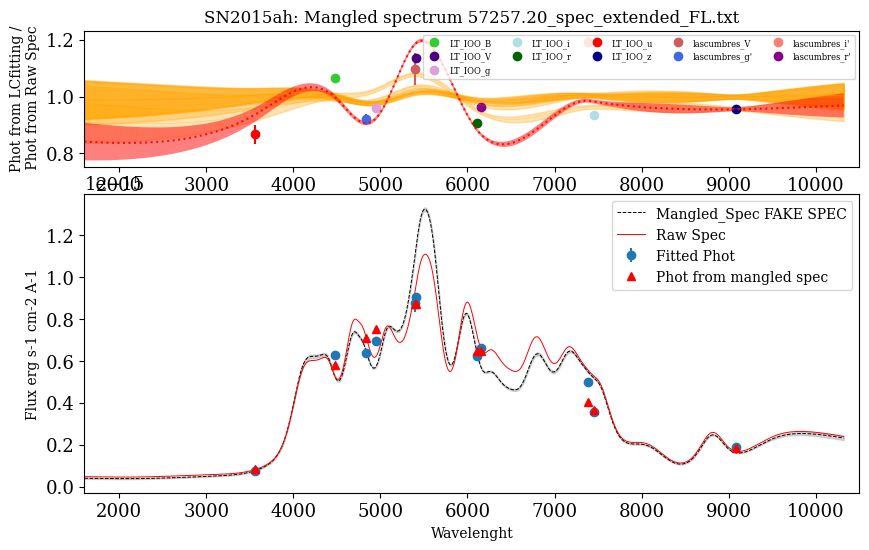 SN2015ah: Mangled spectrum 57257.20_spec_extended_FL.txt
Phot from LCfitting /
Phot from Raw Spec
1.2
1.0
0.8
LT_IOO_B
LT_IOO_V
LT_IOO_g
LT_IOO_i
LT_IOO_r
LT_IOO_u
LT_IOO_z
lascumbres_V
lascumbres_g'
lascumbres_i'
lascumbres_r'
2000 3000 4000 5000 6000 7000 8000 9000 10000
1e−15
Flux erg s-1 cm-2 A-1
1.2
1.0
0.8
0.6
0.4
0.2
0.0
Mangled_Spec FAKE SPEC
Raw Spec
Fitted Phot
Phot from mangled spec
2000 3000 4000 5000 6000 7000 8000 9000 10000
Wavelenght